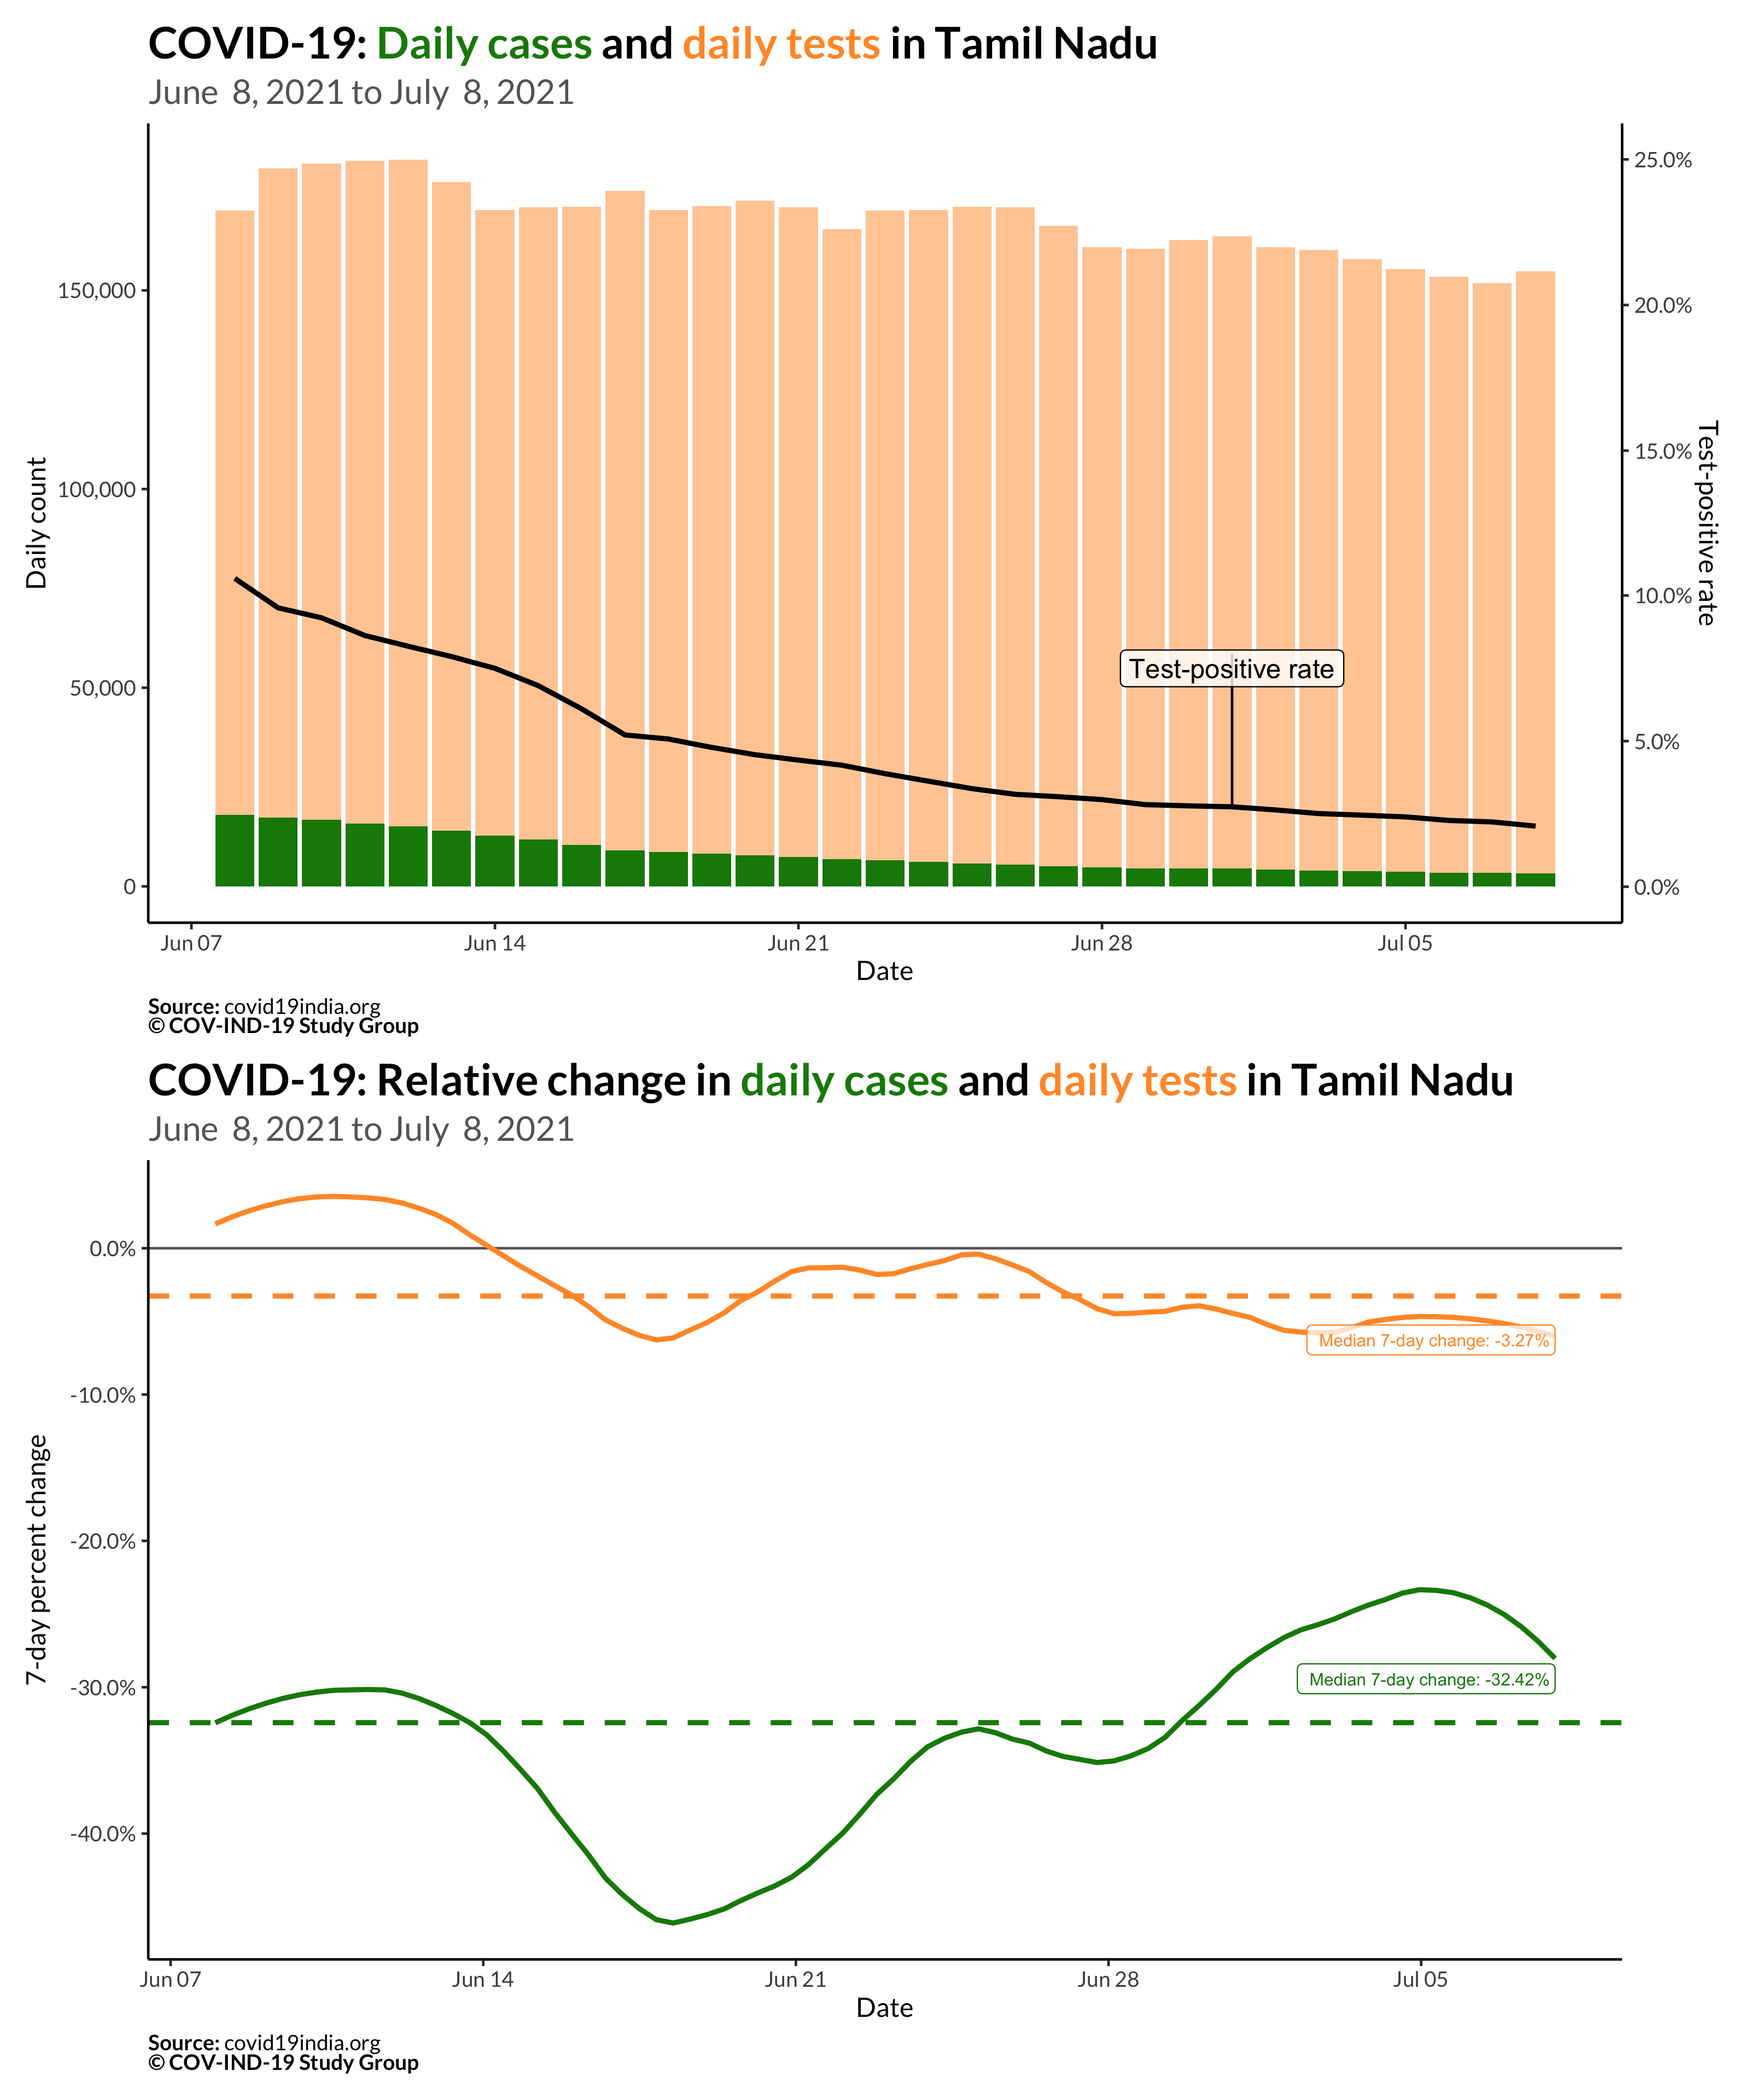 COVID-19: Daily cases and daily tests in Tamil Nadu
June 8, 2021 to July 8, 2021
25.0%
20.0%
15.0%
10.0%
5.0%
0.0%
Test-positive rate
150,000
100,000
50,000
0
Daily count
Test-positive rate
Jun 07
Jun 14
Jun 21
Jun 28
Jul 05
Date
Source: covid19india.org
© COV-IND-19 Study Group
COVID-19: Relative change in daily cases and daily tests in Tamil Nadu
June 8, 2021 to July 8, 2021
0.0%
-10.0%
-20.0%
-30.0%
-40.0%
7-day percent change
Median 7-day change: -3.27%
Median 7-day change: -32.42%
Jun 07
Jun 14
Jun 21
Jun 28
Jul 05
Date
Source: covid19india.org
© COV-IND-19 Study Group